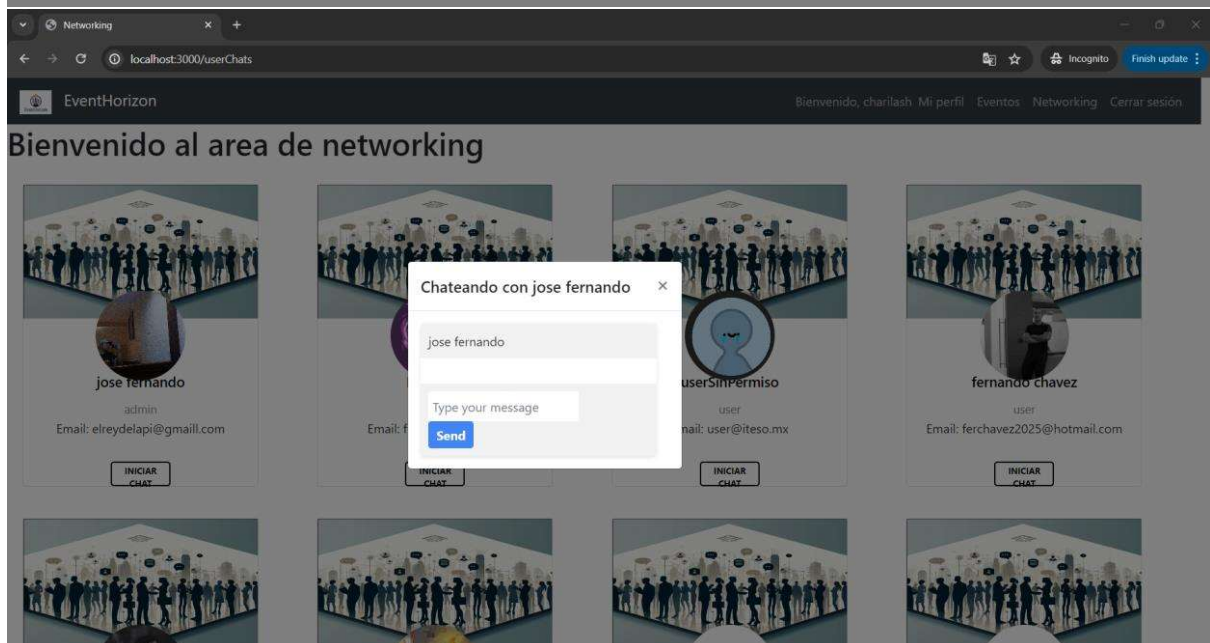 Networking
localhost:3000/userChats
Incognito
Finish update
EventHorizon
Bienvenido, charilash Mi perfil Eventos Networking Cerrar sesión
Bienvenido al area de networking
Chateando con jose fernando ×
jose fernando
Type your message
Send
jose fernando
admin
Email: elreydelapi@gmaill.com
INICIAR
CHAT
Email: f
INICIAR
CHAT
userSinPermiso
user
mail: user@iteso.mx
INICIAR
CHAT
fernando chavez
user
Email: ferchavez2025@hotmail.com
INICIAR
CHAT